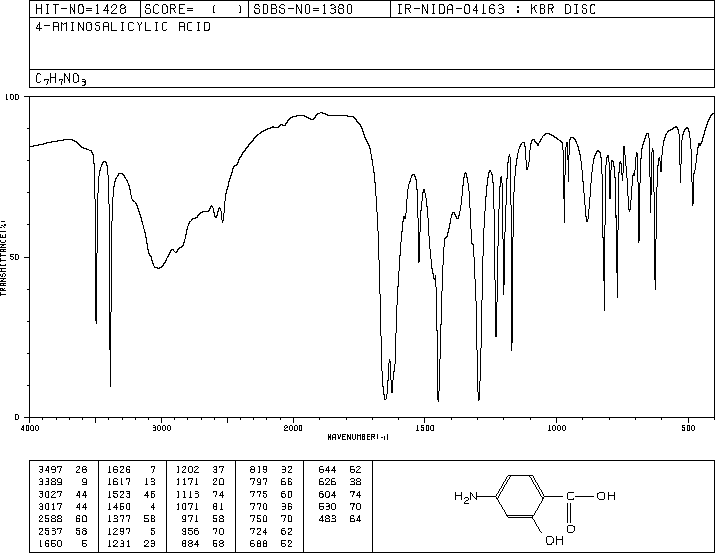 HIT-NO=1428 SCORE= ( ) SDBS-NO=1380 IR-NIDA-04163 : KBR DISC
4-AMINOSALICYLIC ACID
C7H7NO3
100
TRANSMITTANCE(%)
50
0
4000 3000 2000 1500 1000 500
WAVENUMBER(-1)
3497 28 1626 7 1202 37 819 32 644 62
3389 9 1617 13 1171 20 797 66 626 38
3027 44 1523 46 1113 74 775 60 604 74
3017 44 1450 4 1071 81 770 36 530 70
2588 60 1377 58 971 58 750 70 483 64
2537 58 1297 5 956 70 724 62
1650 5 1231 23 884 58 688 52
H2N C OH
O
OH